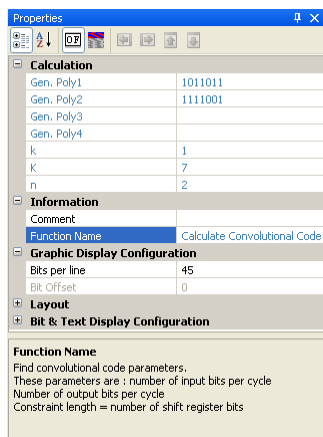 Properties
A Z
0F
Calculation
Gen. Poly1 1011011
Gen. Poly2 1111001
Gen. Poly3
Gen. Poly4
k 1
K 7
n 2
Information
Comment
Function Name Calculate Convolutional Code
Graphic Display Configuration
Bits per line 45
Bit Offset 0
Layout
Bit & Text Display Configuration
Function Name
Find convolutional code parameters.
These parameters are : number of input bits per cycle
Number of output bits per cycle
Constraint length = number of shift register bits